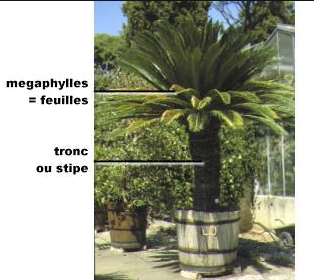 megaphylles
= feuilles
tronc
ou stipe